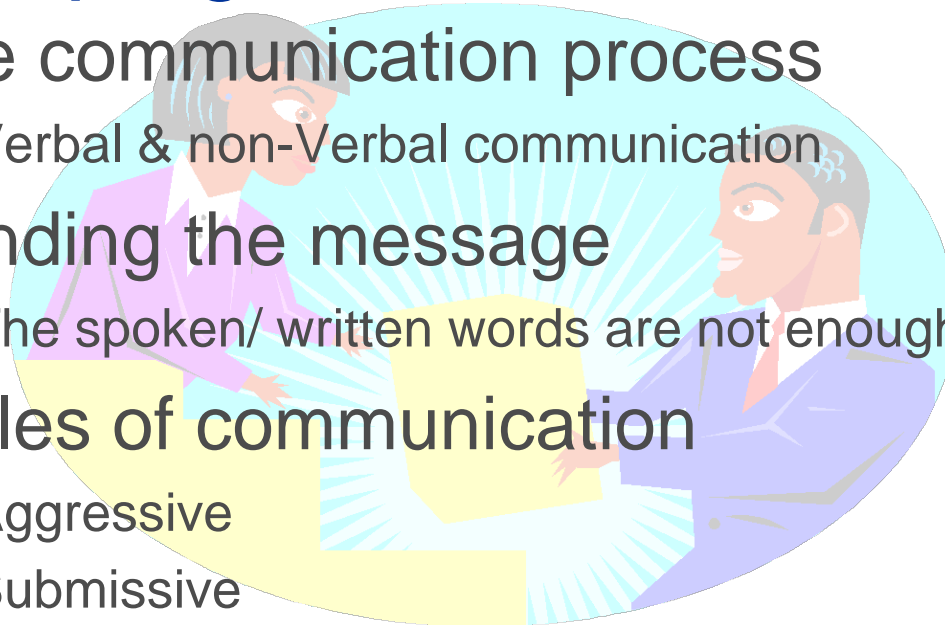 e communication process
Verbal & non-Verbal communication
nding the message
The spoken/ written words are not enough
les of communication
Aggressive
Submissive